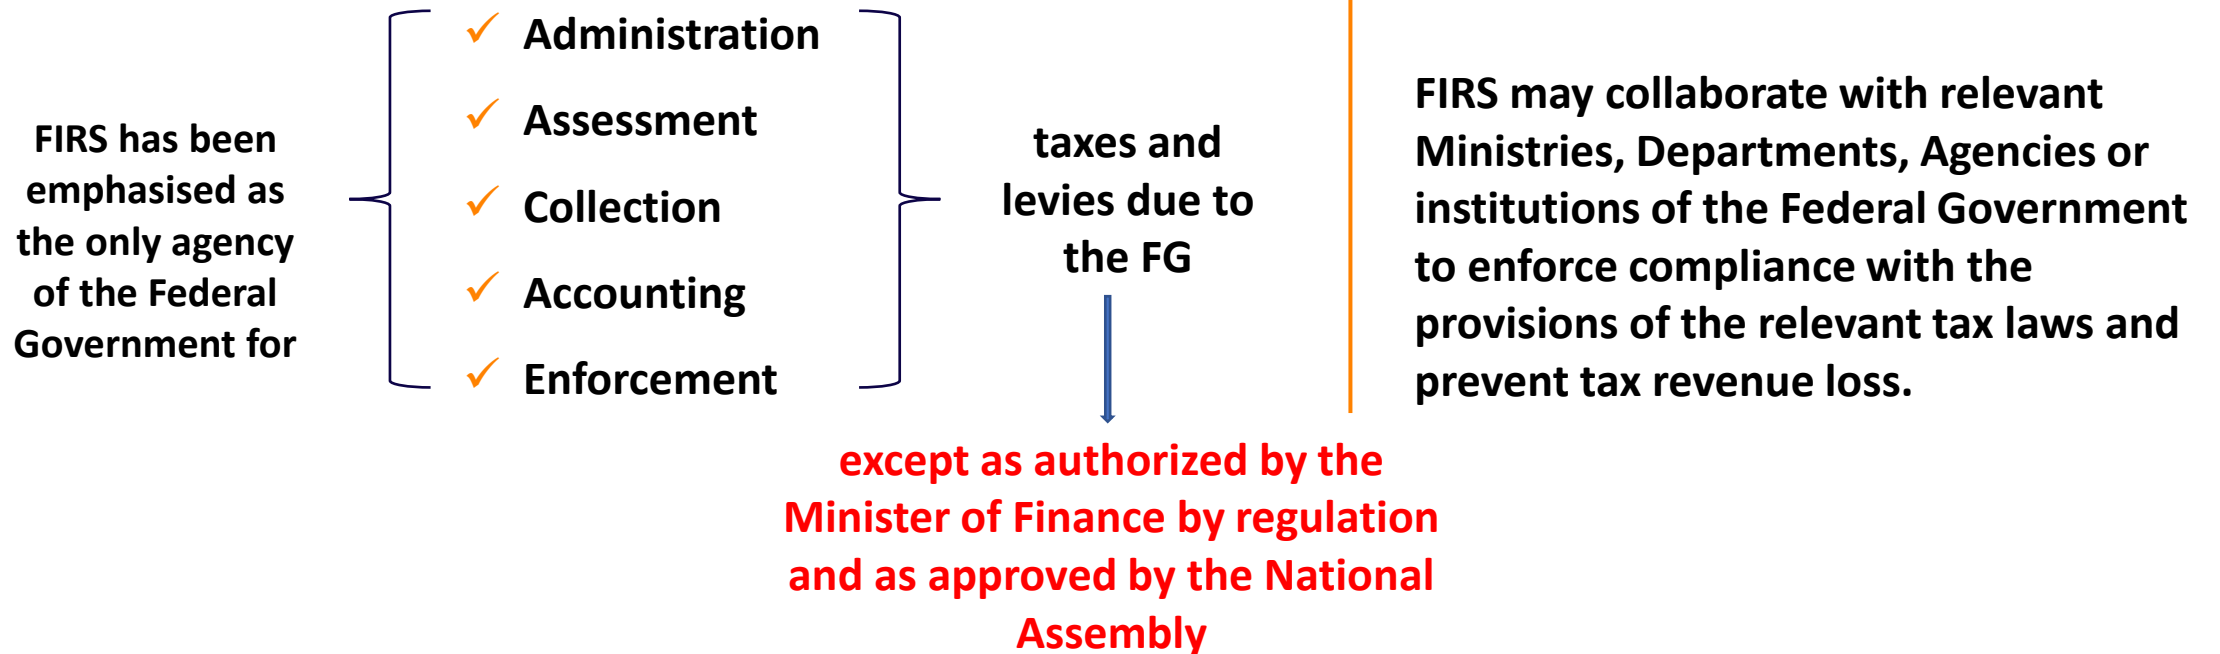 FIRS has been
emphasised as
the only agency
of the Federal
Government for
Administration
Assessment
Collection
Accounting
Enforcement
taxes and
levies due to
the FG
except as authorized by the
Minister of Finance by regulation
and as approved by the National
Assembly
FIRS may collaborate with relevant
Ministries, Departments, Agencies or
institutions of the Federal Government
to enforce compliance with the
provisions of the relevant tax laws and
prevent tax revenue loss.